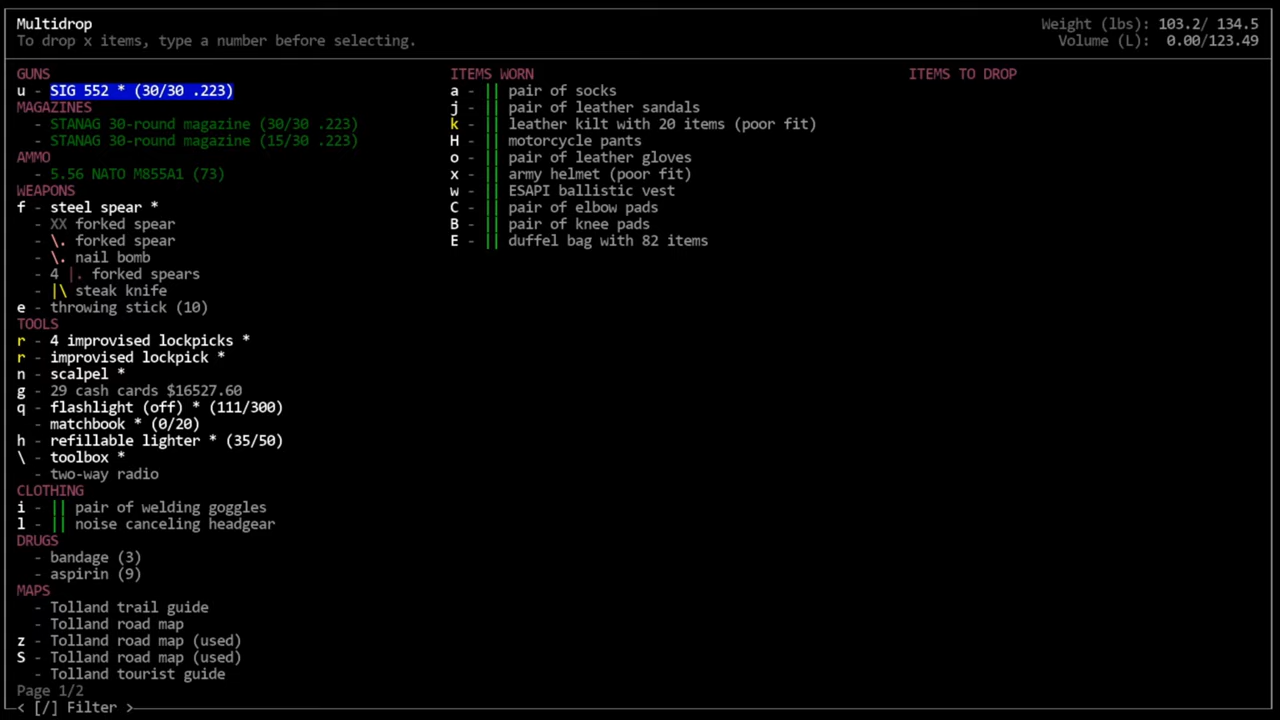 Multidrop
Weight (lbs): 103.2/ 134.5
To drop x items, type a number before selecting.
Volume (L): 0.00/123.49
GUNS
u - SIG 552 * (30/30 .223)
MAGAZINES
- STANAG 30-round magazine (30/30 .223)
- STANAG 30-round magazine (15/30 .223)
AMMO
- 5.56 NATO M855A1 (73)
WEAPONS
f - steel spear *
- XX forked spear
- \. forked spear
- \. nail bomb
- 4 |. forked spears
- |\ steak knife
e - throwing stick (10)
TOOLS
r - 4 improvised lockpicks *
r - improvised lockpick *
n - scalpel *
g - 29 cash cards $16527.60
q - flashlight (off) * (111/300)
- matchbook * (0/20)
h - refillable lighter * (35/50)
\ - toolbox *
- two-way radio
CLOTHING
i - || pair of welding goggles
l - || noise canceling headgear
DRUGS
- bandage (3)
- aspirin (9)
MAPS
- Tolland trail guide
- Tolland road map
z - Tolland road map (used)
S - Tolland road map (used)
- Tolland tourist guide
Page 1/2
< [/] Filter >
ITEMS WORN
a - || pair of socks
j - || pair of leather sandals
k - || leather kilt with 20 items (poor fit)
H - || motorcycle pants
o - || pair of leather gloves
x - || army helmet (poor fit)
w - || ESAPI ballistic vest
C - || pair of elbow pads
B - || pair of knee pads
E - || duffel bag with 82 items
ITEMS TO DROP